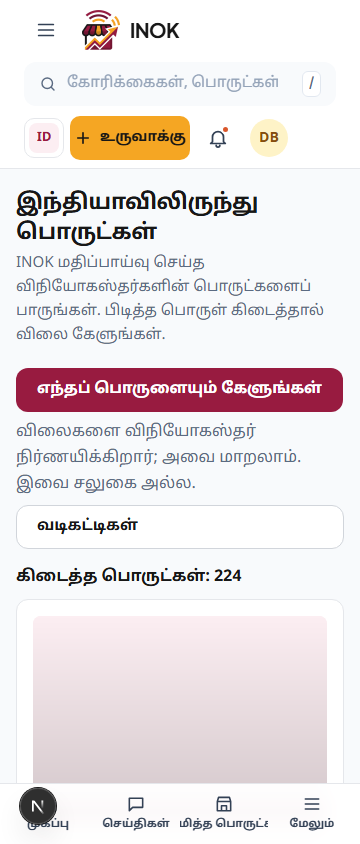 INOK
கோரிக்கைகள், பொருட்கள்
/
ID
+ உருவாக்கு
DB
இந்தியாவிலிருந்து
பொருட்கள்
INOK மதிப்பாய்வு செய்த
விநியோகஸ்தர்களின் பொருட்களைப்
பாருங்கள். பிடித்த பொருள் கிடைத்தால்
விலை கேளுங்கள்.
எந்தப் பொருளையும் கேளுங்கள்
விலைகளை விநியோகஸ்தர்
நிர்ணயிக்கிறார்; அவை மாறலாம்.
இவை சலுகை அல்ல.
வடிகட்டிகள்
கிடைத்த பொருட்கள்: 224
N
செய்திகள்
மேலும்